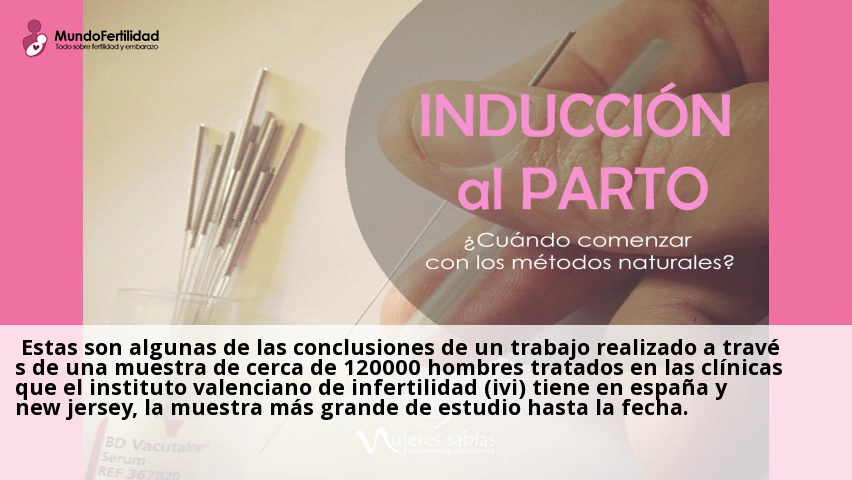 MundoFertilidad
Todo sobre fertilidad y embarazo
INDUCCIÓN
al PARTO
¿Cuándo comenzar
con los métodos naturales?
Estas son algunas de las conclusiones de un trabajo realizado a travé
s de una muestra de cerca de 120000 hombres tratados en las clínicas
que el instituto valenciano de infertilidad (ivi) tiene en españa y
new jersey, la muestra más grande de estudio hasta la fecha.
Mujeres sabias
BD Vacutainer
Serum
REF 367820